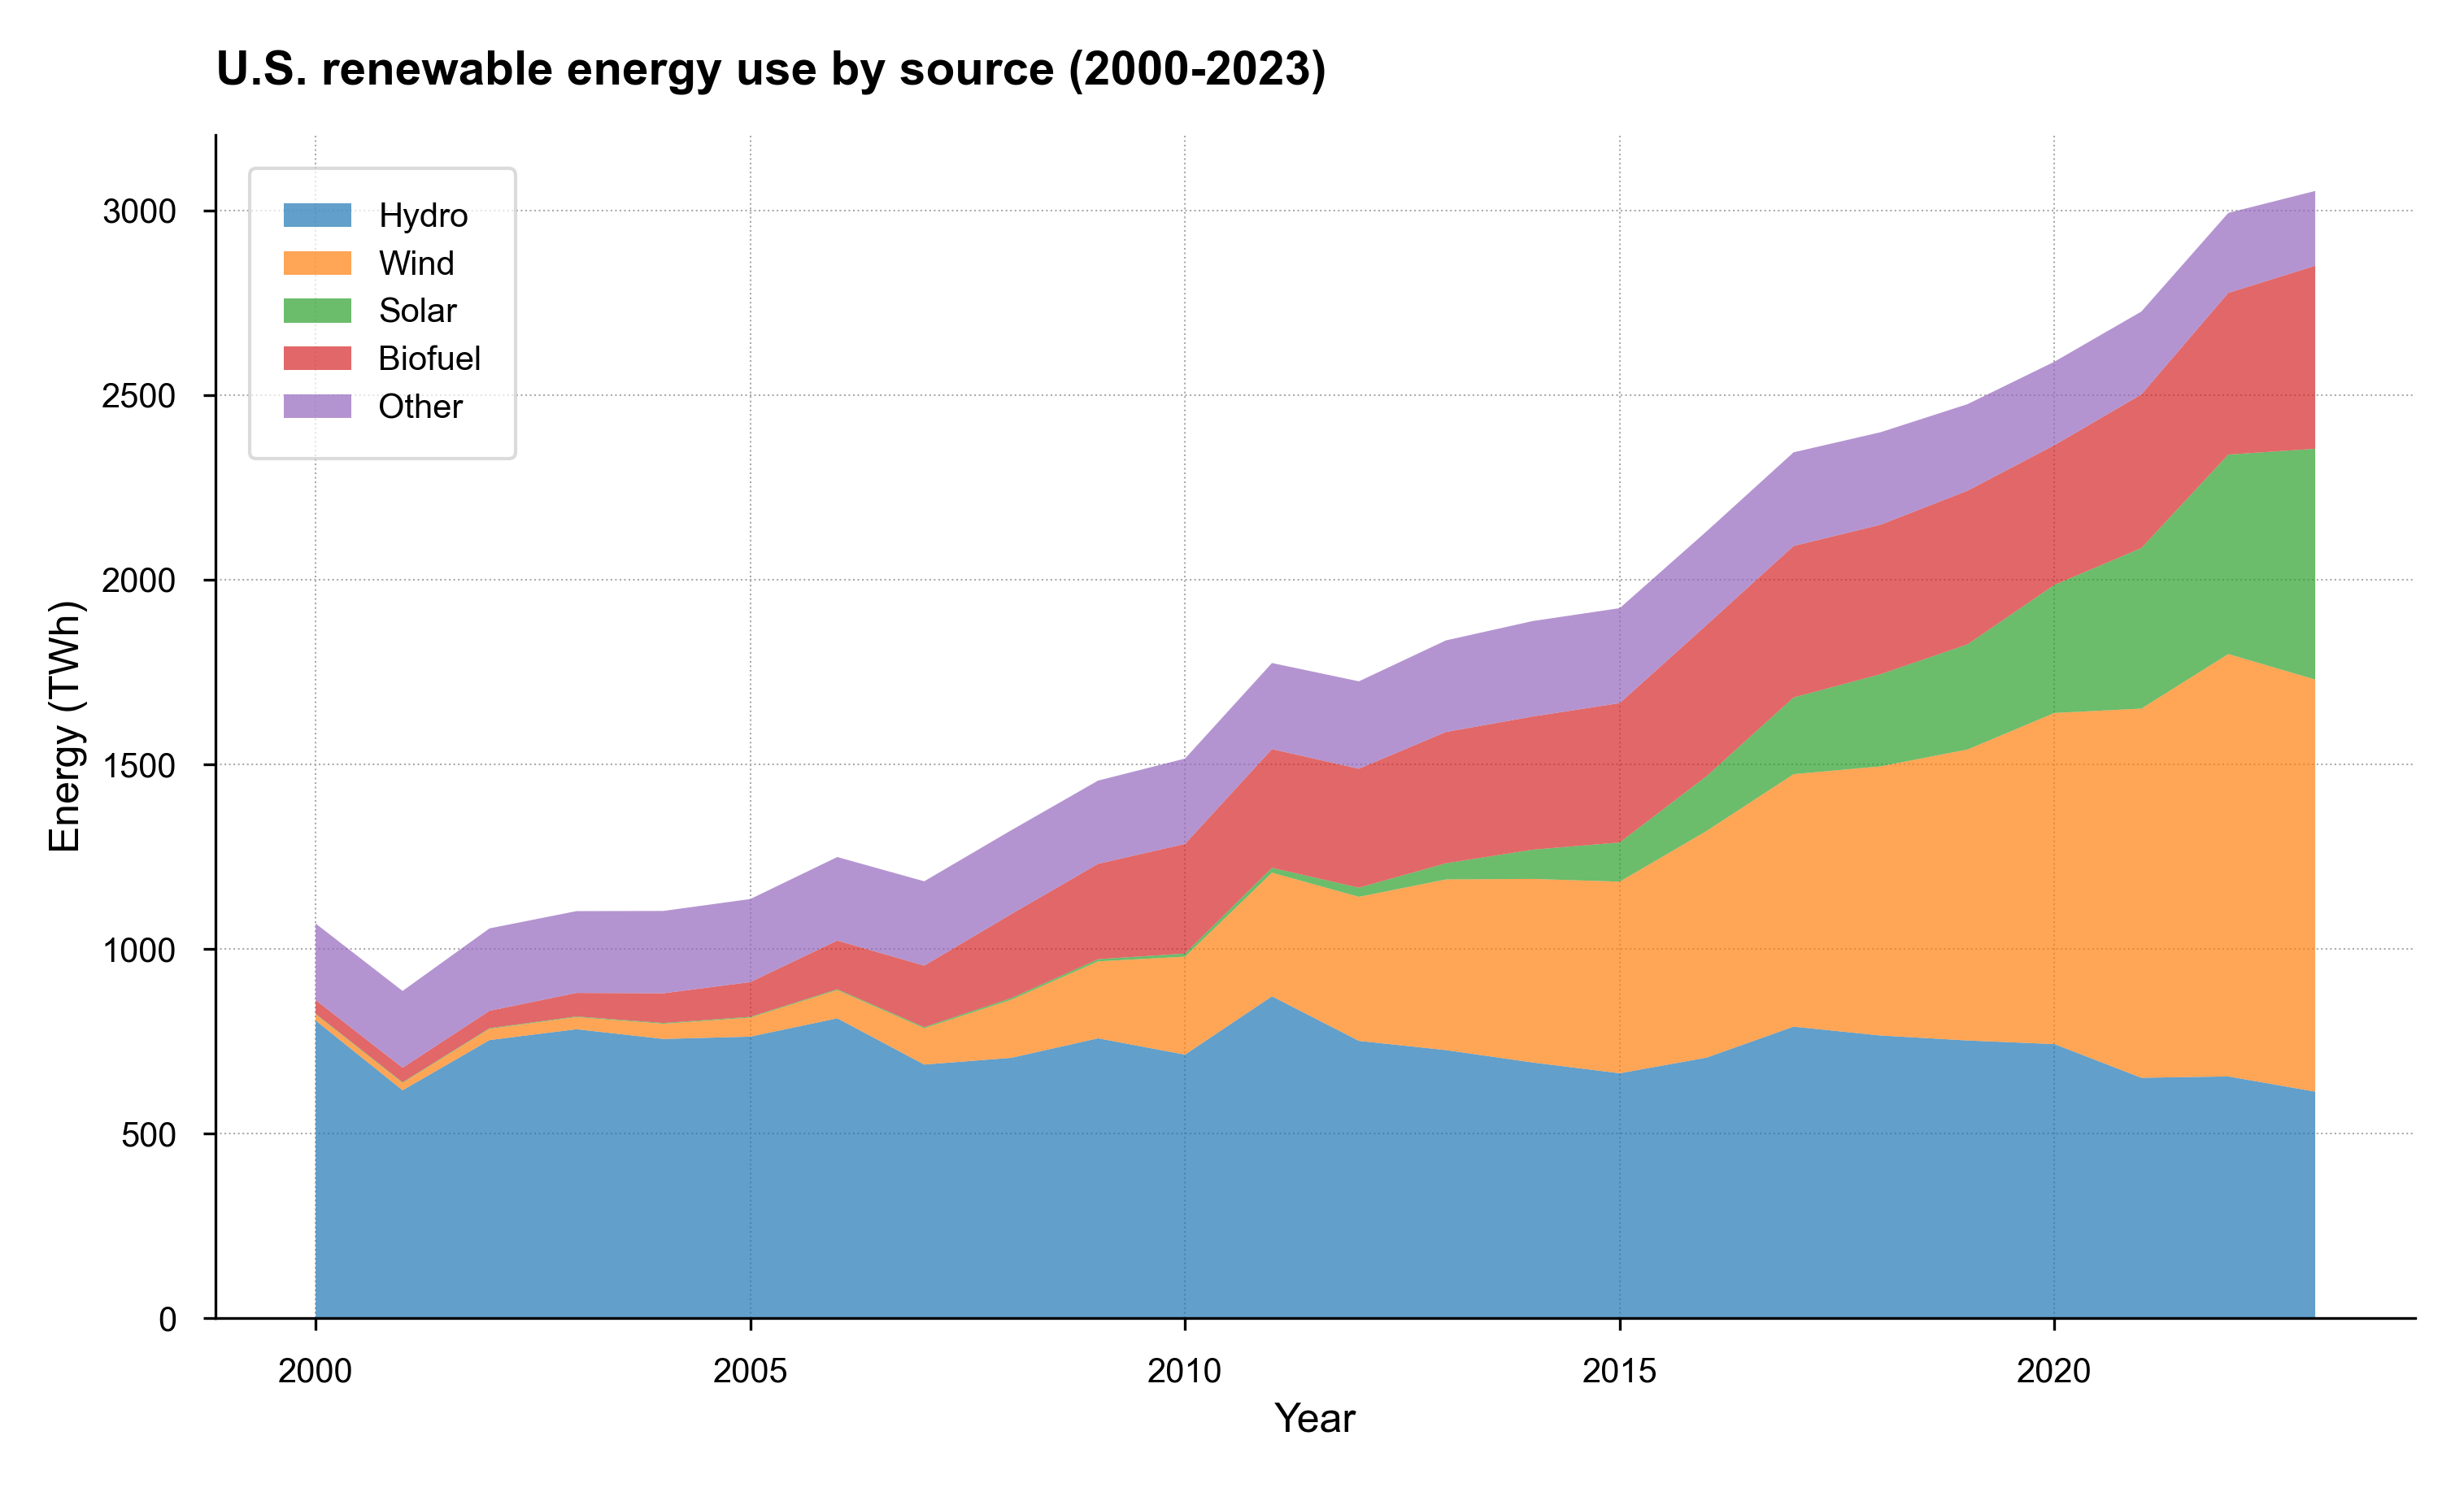 U.S. renewable energy use by source (2000-2023)
Hydro
Wind
Solar
Biofuel
Other
3000
2500
2000
1500
1000
500
0
Energy (TWh)
2000 2005 2010 2015 2020
Year